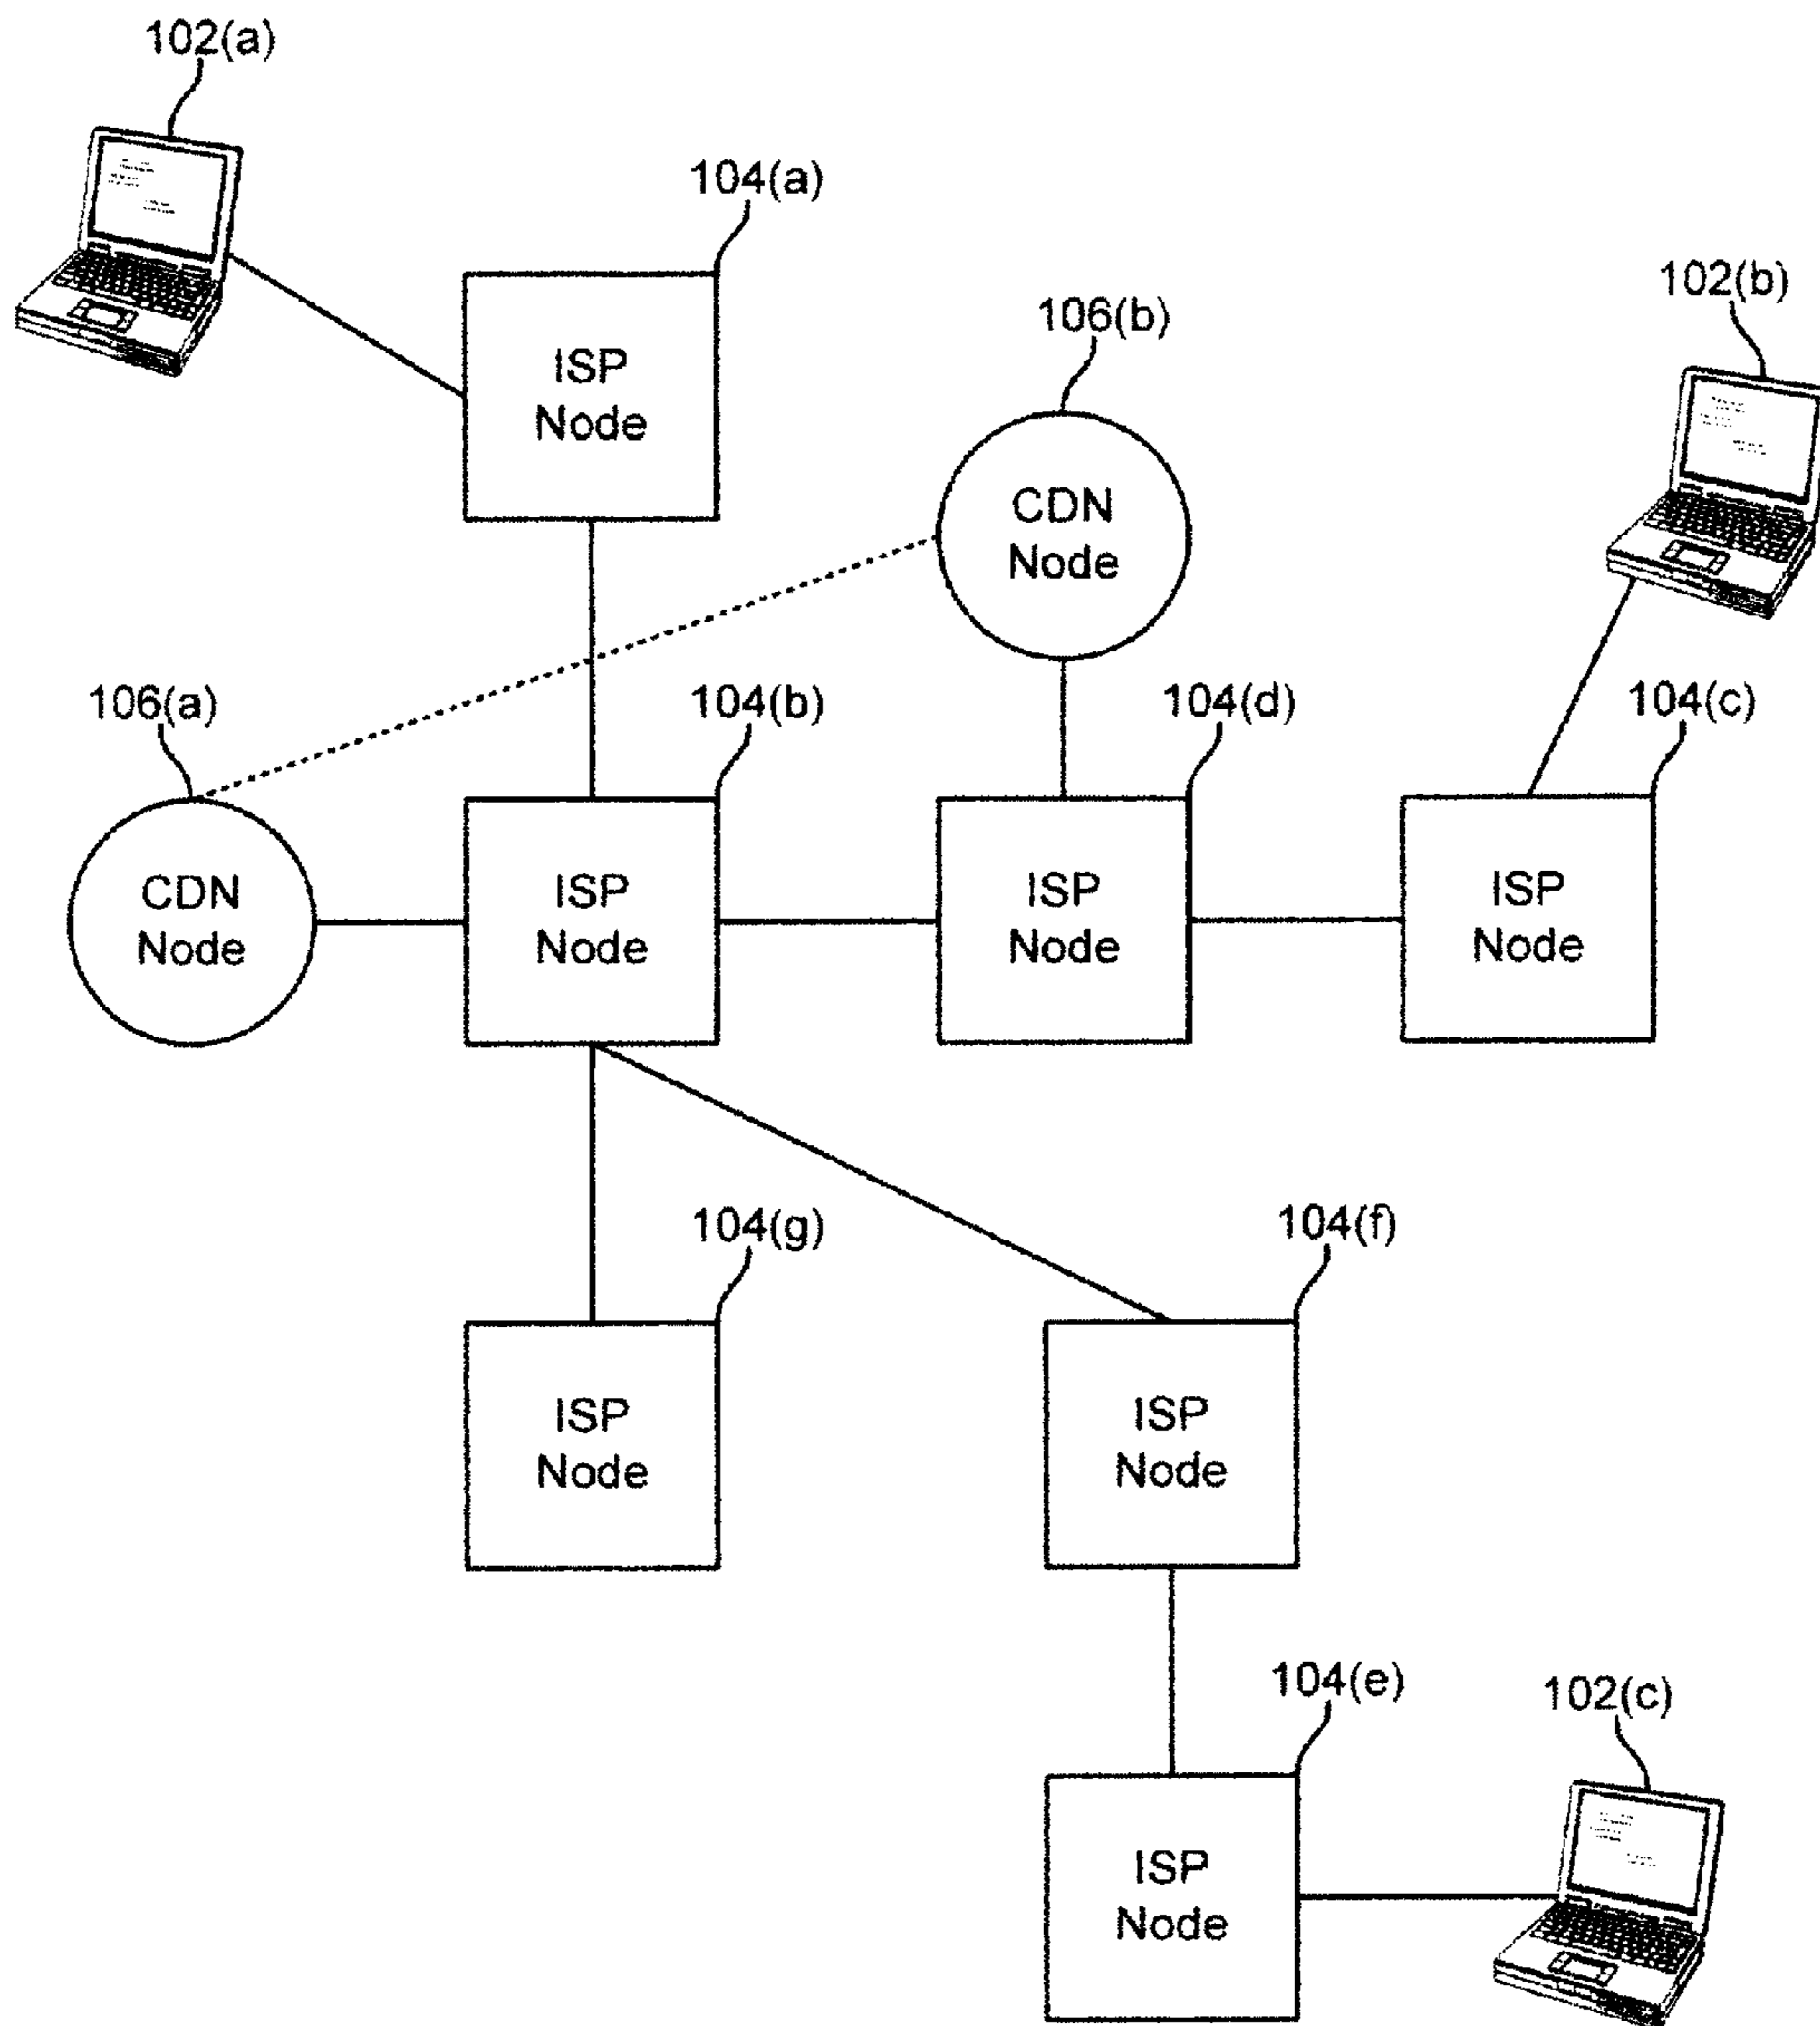 102(a)
104(a)
ISP
Node
102(b)
106(b)
CDN
Node
106(a)
104(b)
104(d)
104(c)
CDN
Node
ISP
Node
ISP
Node
ISP
Node
104(g)
104(f)
ISP
Node
ISP
Node
104(e)
102(c)
ISP
Node